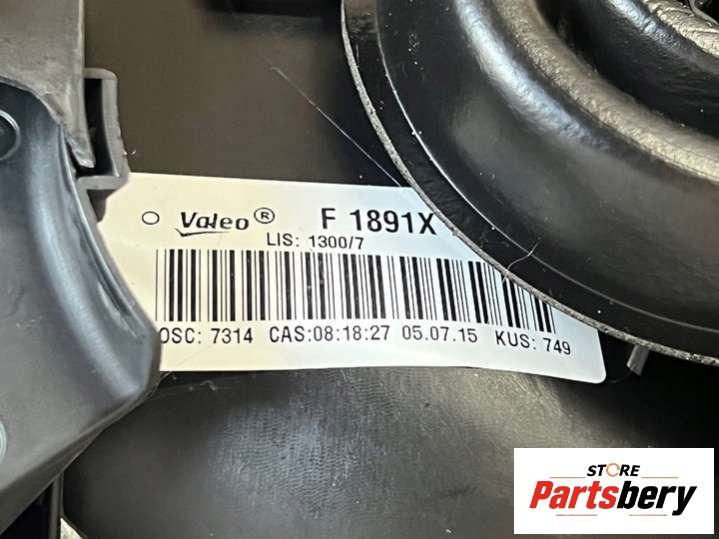 Valeo® F 1891X
LIS: 1300/7
OSC: 7314 CAS:08:18:27 05.07.15 KUS: 749
STORE
Partsbery